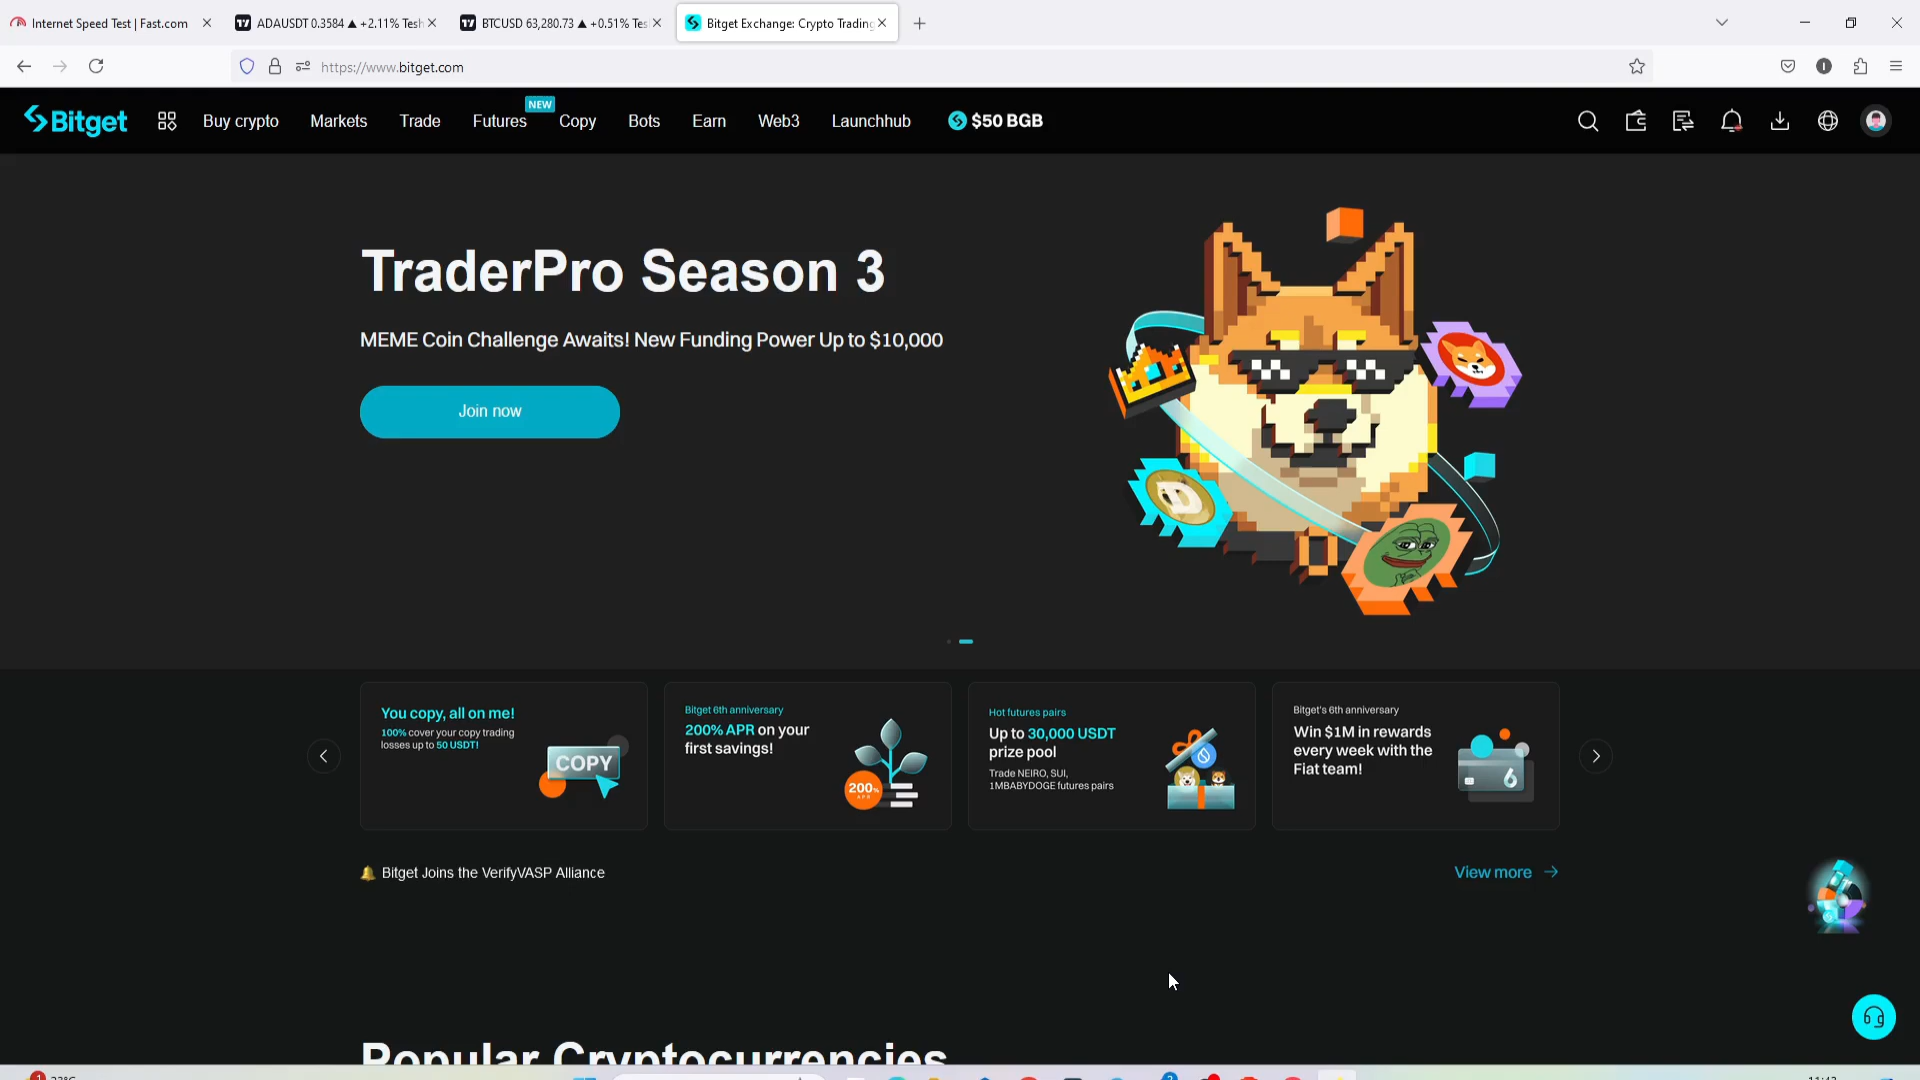 Internet Speed Test | Fast.com
ADAUSDT 0.3584 ▲ +2.11% Tesh
BTCUSD 63,280.73 ▲ +0.51% Tes
Bitget Exchange: Crypto Trading
https://www.bitget.com
Bitget
Buy crypto
Markets
Trade
Futures
NEW
Copy
Bots
Earn
Web3
Launchhub
$50 BGB
TraderPro Season 3
MEME Coin Challenge Awaits! New Funding Power Up to $10,000
Join now
You copy, all on me!
100% cover your copy trading
losses up to 50 USDT!
COPY
Bitget 6th anniversary
200% APR on your
first savings!
200%
APR
Hot futures pairs
Up to 30,000 USDT
prize pool
Trade NEIRO, SUI,
1MBABYDOGE futures pairs
Bitget's 6th anniversary
Win $1M in rewards
every week with the
Fiat team!
6
Bitget Joins the VerifyVASP Alliance
View more
Popular Cryptocurrencies